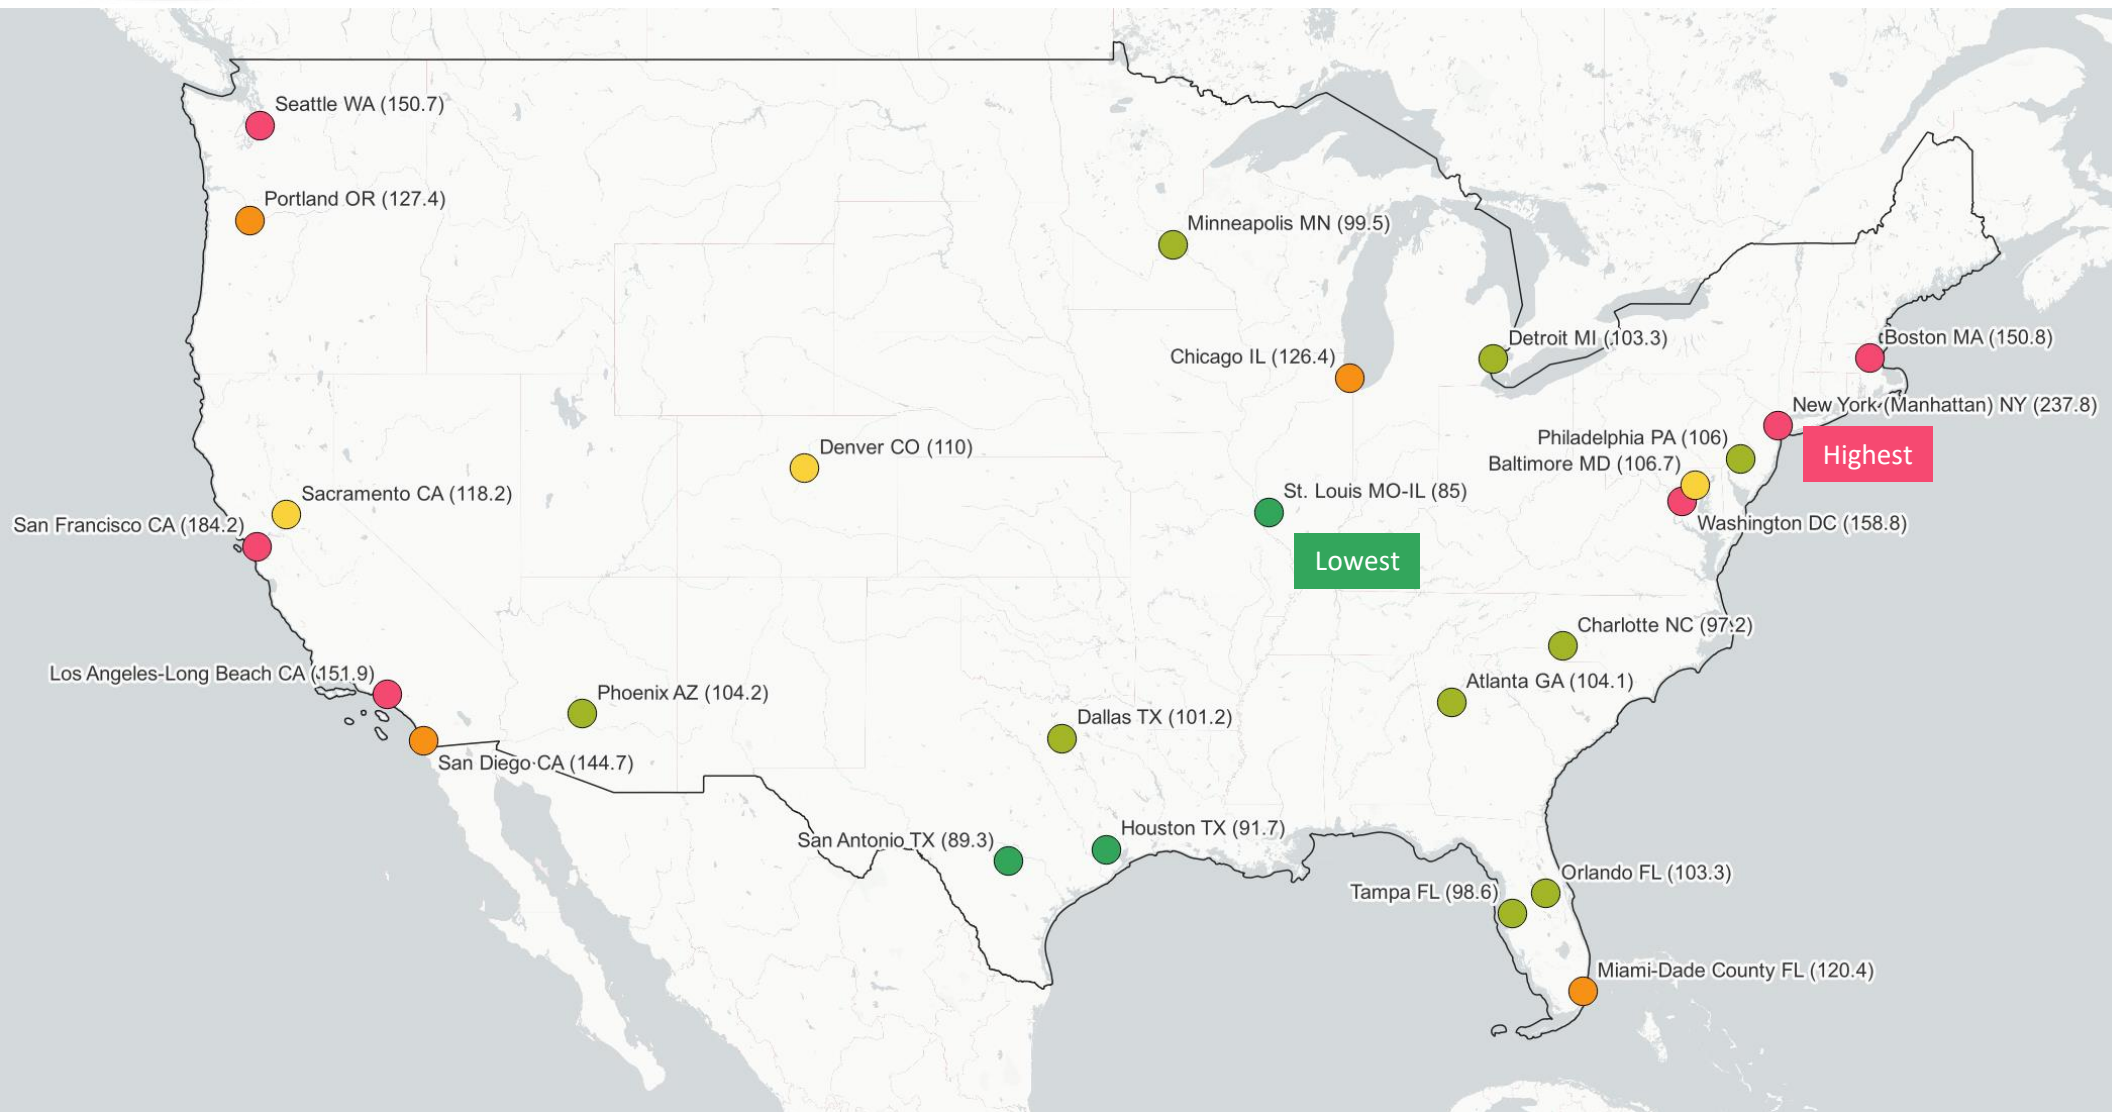 Seattle WA (150.7)
Portland OR (127.4)
Minneapolis MN (99.5)
Detroit MI (103.3)
Boston MA (150.8)
Chicago IL (126.4)
New York (Manhattan) NY (237.8)
Highest
Philadelphia PA (106)
Denver CO (110)
Baltimore MD (106.7)
Sacramento CA (118.2)
St. Louis MO-IL (85)
San Francisco CA (184.2)
Washington DC (158.8)
Lowest
Charlotte NC (97.2)
Los Angeles-Long Beach CA (151.9)
Atlanta GA (104.1)
Phoenix AZ (104.2)
Dallas TX (101.2)
San Diego CA (144.7)
Houston TX (91.7)
San Antonio TX (89.3)
Orlando FL (103.3)
Tampa FL (98.6)
Miami-Dade County FL (120.4)